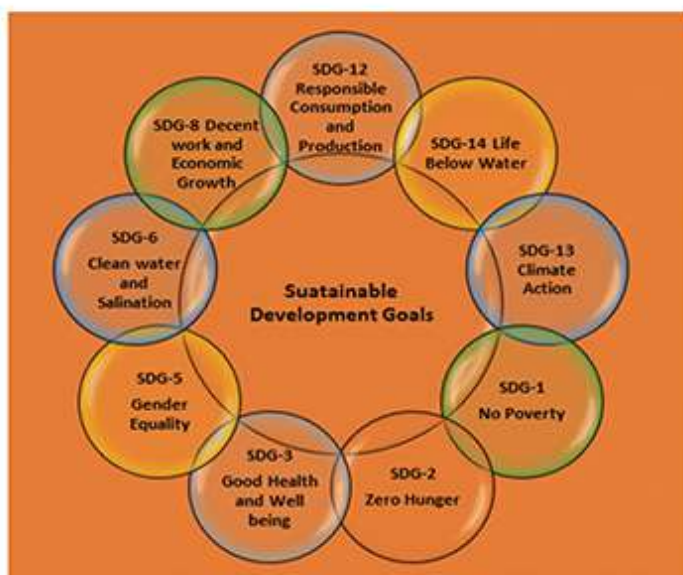 SDG-12
Responsible
Consumption
and
Production
SDG-14 Life
Below Water
SDG-13
Climate
Action
SDG-1
No Poverty
SDG-2
Zero Hunger
SDG-3
Good Health
and Well
being
SDG-5
Gender
Equality
SDG-6
Clean water
and
Salination
SDG-8 Decent
work and
Economic
Growth
Suatainable
Development Goals